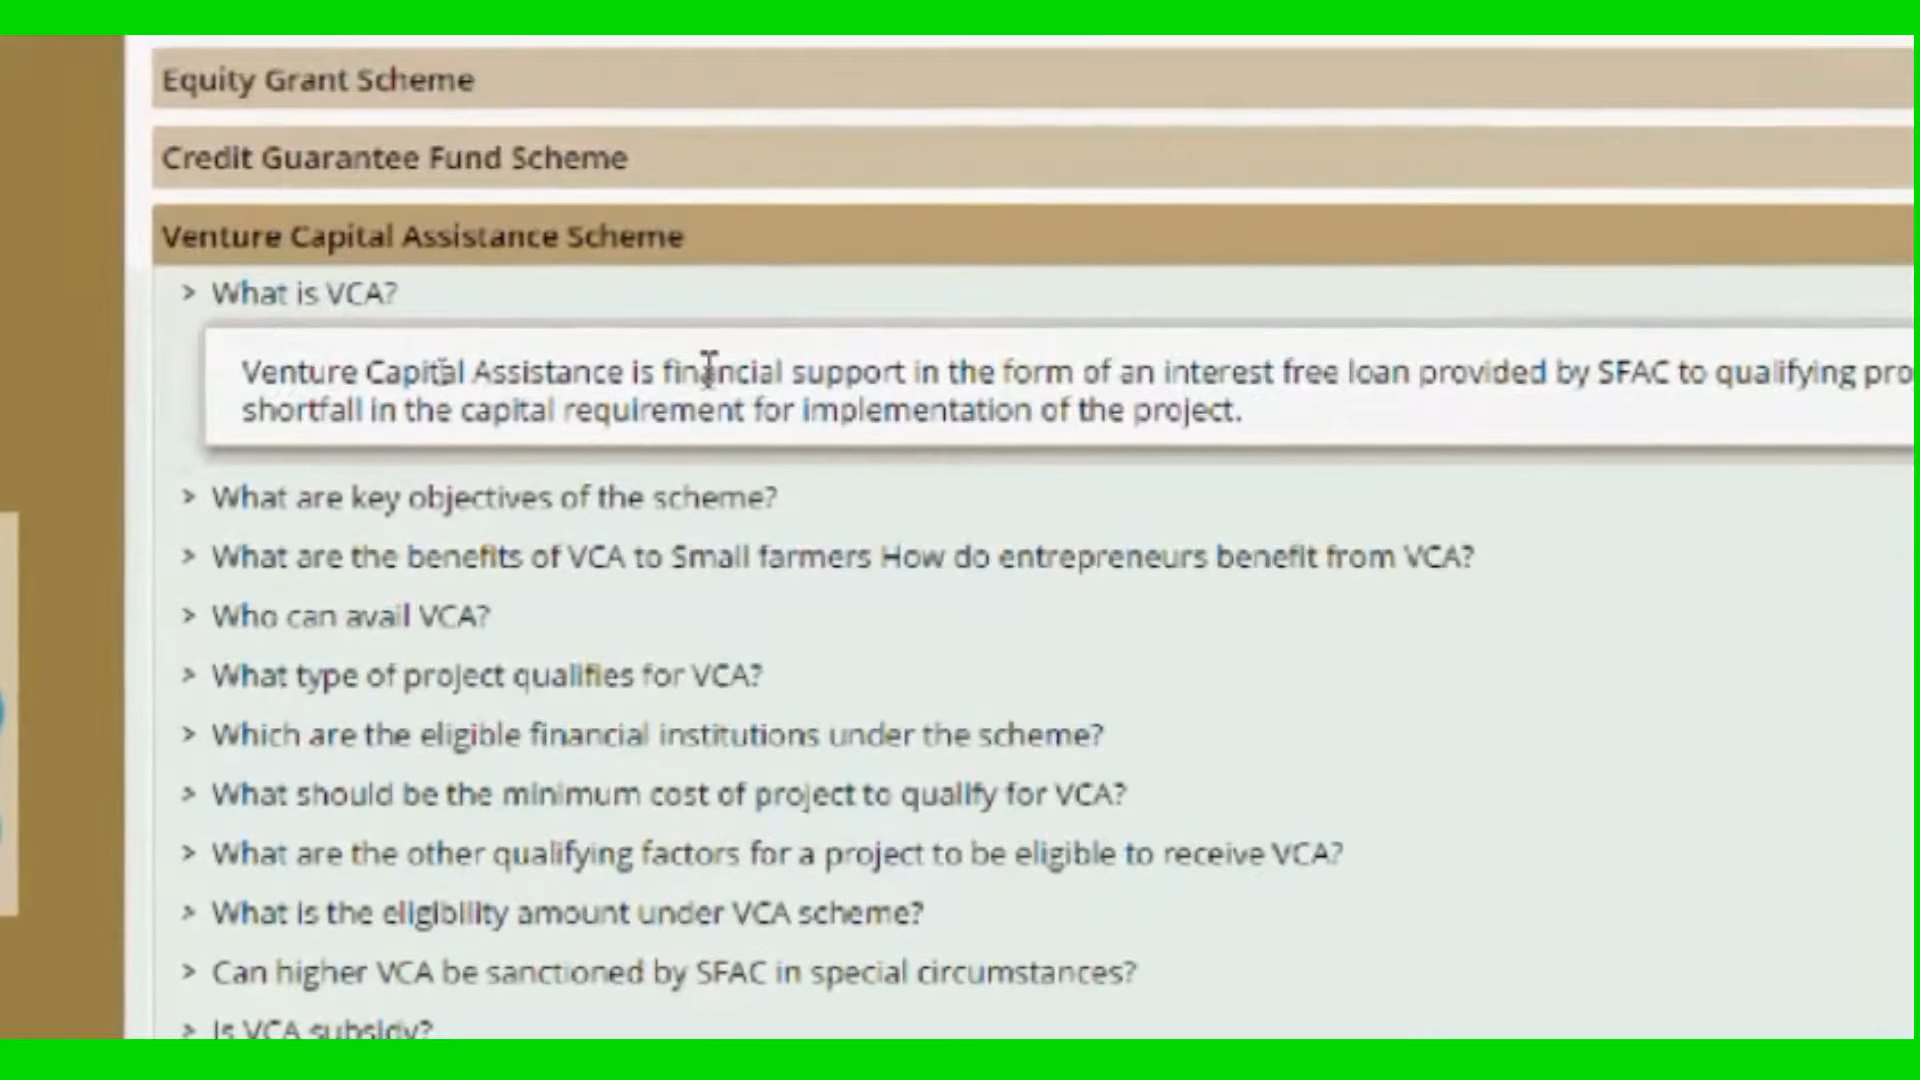 Equity Grant Scheme
Credit Guarantee Fund Scheme
Venture Capital Assistance Scheme
> What is VCA?
Venture Capital Assistance is financial support in the form of an interest free loan provided by SFAC to qualifying pro
shortfall in the capital requirement for implementation of the project.
> What are key objectives of the scheme?
> What are the benefits of VCA to Small farmers How do entrepreneurs benefit from VCA?
> Who can avail VCA?
> What type of project qualifies for VCA?
> Which are the eligible financial institutions under the scheme?
> What should be the minimum cost of project to qualify for VCA?
> What are the other qualifying factors for a project to be eligible to receive VCA?
> What is the eligibility amount under VCA scheme?
> Can higher VCA be sanctioned by SFAC in special circumstances?
> Is VCA subsidy?